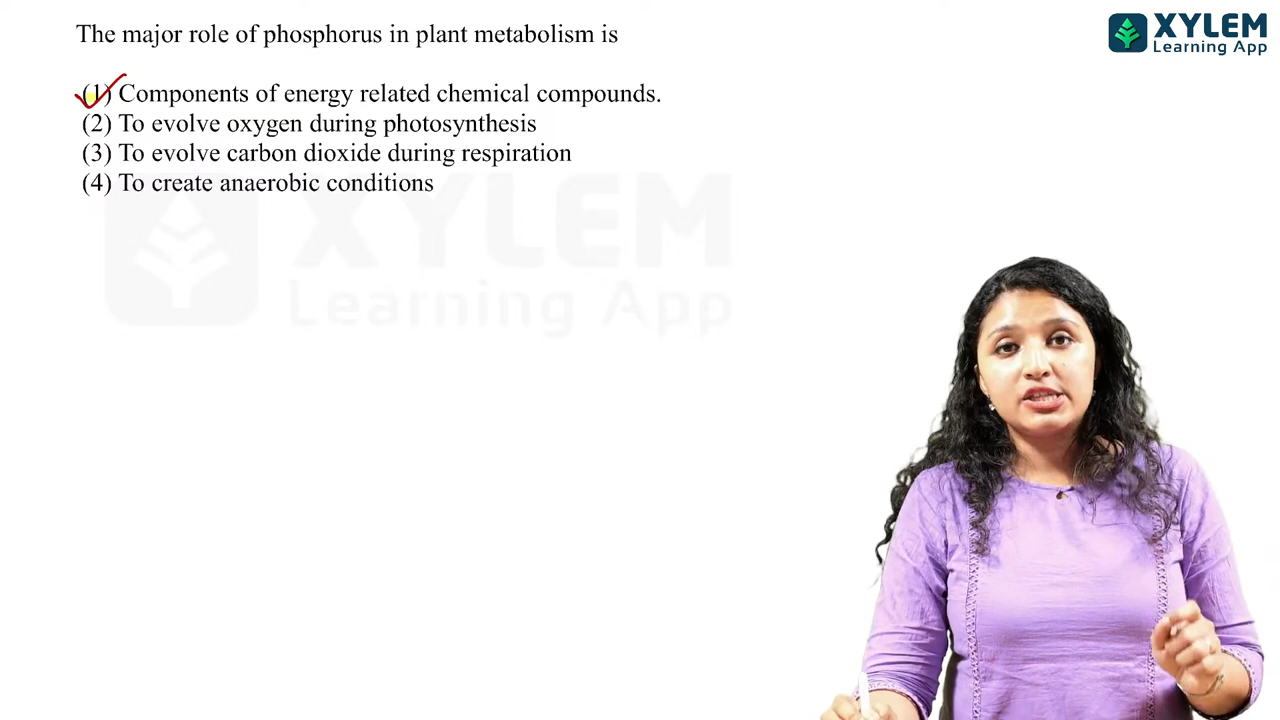 The major role of phosphorus in plant metabolism is
XYLEM
Learning App
(1) Components of energy related chemical compounds.
(2) To evolve oxygen during photosynthesis
(3) To evolve carbon dioxide during respiration
(4) To create anaerobic conditions
XYLEM
Learning App